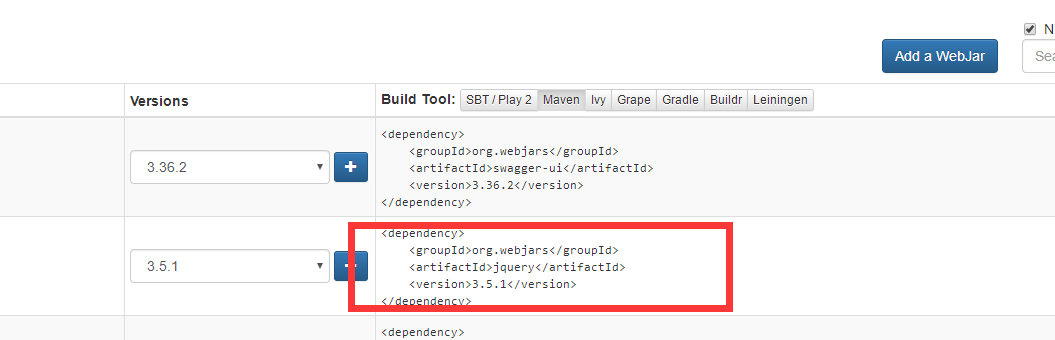 N
Add a WebJar
Sea
Versions
Build Tool: SBT / Play 2 Maven Ivy Grape Gradle Buildr Leiningen
3.36.2
<dependency>
    <groupId>org.webjars</groupId>
    <artifactId>swagger-ui</artifactId>
    <version>3.36.2</version>
</dependency>
3.5.1
<dependency>
    <groupId>org.webjars</groupId>
    <artifactId>jquery</artifactId>
    <version>3.5.1</version>
</dependency>
<dependency>